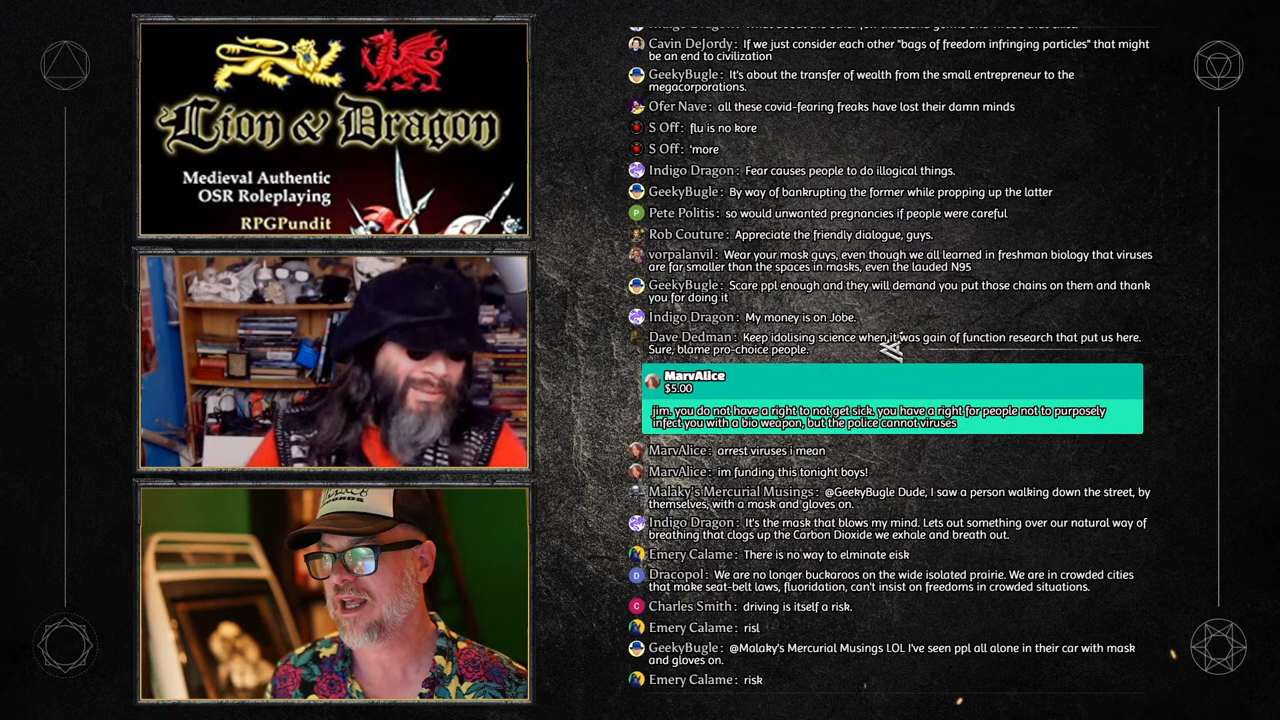 Lion & Dragon
Medieval Authentic
OSR Roleplaying
RPGPundit
Cavin DeJordy: If we just consider each other "bags of freedom infringing particles" that might
be an end to civilization
GeekyBugle: It's about the transfer of wealth from the small entrepreneur to the
megacorporations.
Ofer Nave: all these covid-fearing freaks have lost their damn minds
S Off: flu is no kore
S Off: 'more
Indigo Dragon: Fear causes people to do illogical things.
GeekyBugle: By way of bankrupting the former while propping up the latter
P Pete Politis: so would unwanted pregnancies if people were careful
Rob Couture: Appreciate the friendly dialogue, guys.
vorpalanvil: Wear your mask guys, even though we all learned in freshman biology that viruses
are far smaller than the spaces in masks, even the lauded N95
GeekyBugle: Scare ppl enough and they will demand you put those chains on them and thank
you for doing it
Indigo Dragon: My money is on Jobe.
Dave Dedman: Keep idolising science when it was gain of function research that put us here.
Sure, blame pro-choice people.
MarvAlice
$5.00
jim. you do not have a right to not get sick. you have a right for people not to purposely
infect you with a bio weapon, but the police cannot viruses
MarvAlice: arrest viruses i mean
MarvAlice: im funding this tonight boys!
Malaky's Mercurial Musings: @GeekyBugle Dude, I saw a person walking down the street, by
themselves, with a mask and gloves on.
Indigo Dragon: It's the mask that blows my mind. Lets out something over our natural way of
breathing that clogs up the Carbon Dioxide we exhale and breath out.
Emery Calame: There is no way to elminate eisk
D Dracopol: We are no longer buckaroos on the wide isolated prairie. We are in crowded cities
that make seat-belt laws, fluoridation, can't insist on freedoms in crowded situations.
C Charles Smith: driving is itself a risk.
Emery Calame: risl
GeekyBugle: @Malaky's Mercurial Musings LOL I've seen ppl all alone in their car with mask
and gloves on.
Emery Calame: risk